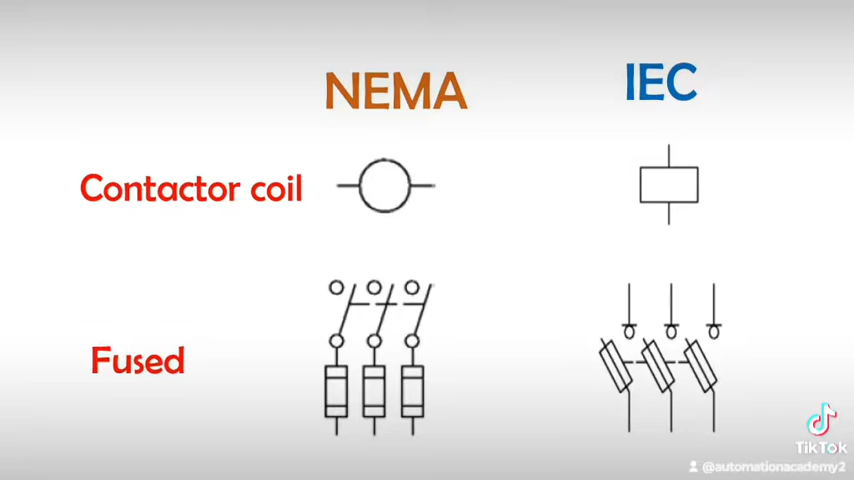 NEMA
IEC
Contactor coil
Fused
TikTok
@automationacademy2